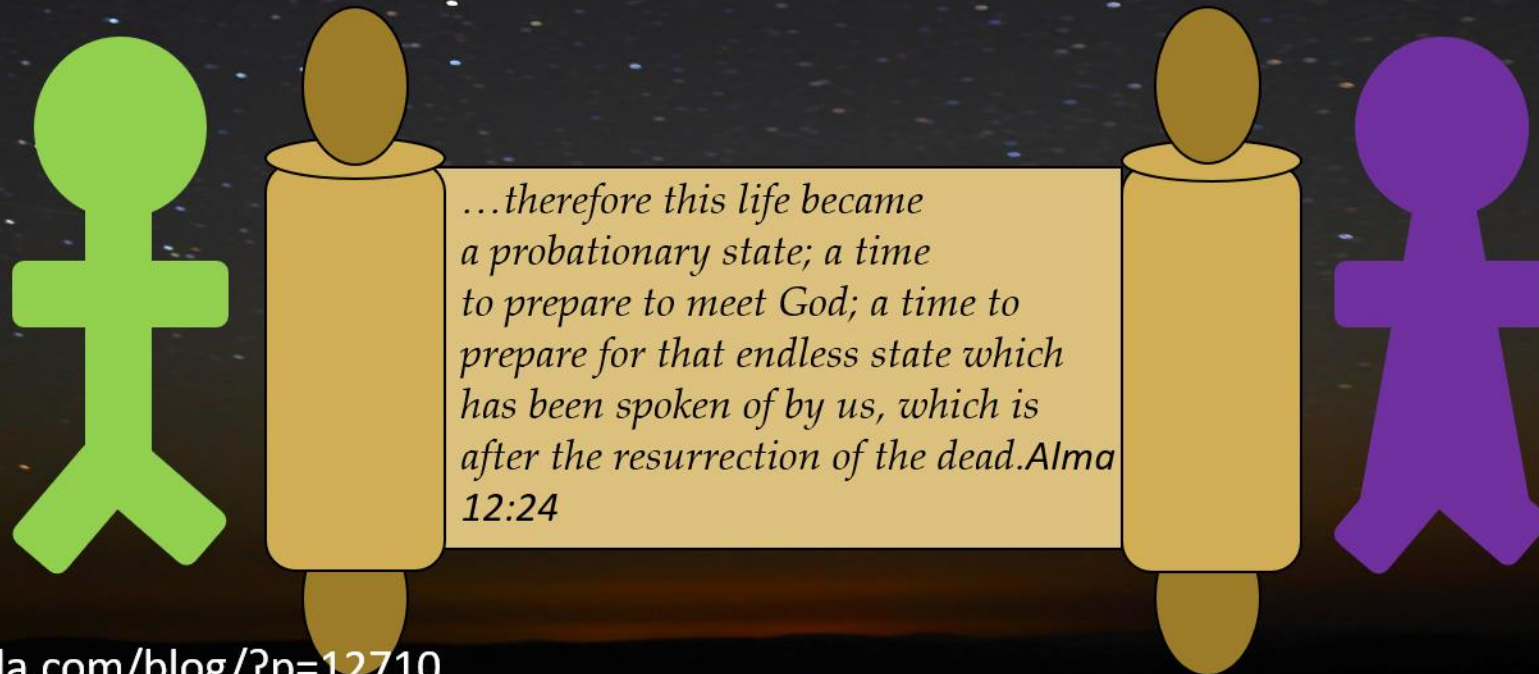 …therefore this life became
a probationary state; a time
to prepare to meet God; a time to
prepare for that endless state which
has been spoken of by us, which is
after the resurrection of the dead.Alma
12:24
la.com/blog/?p=12710